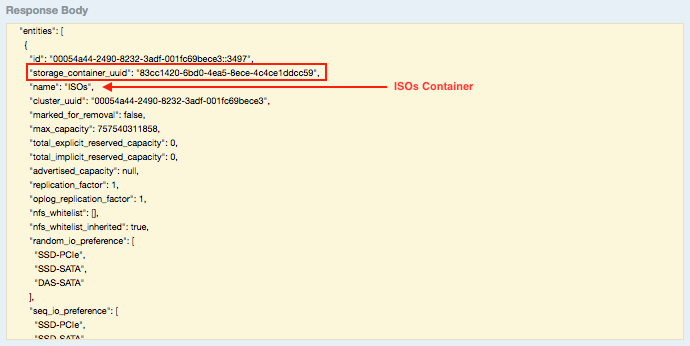 Response Body
"entities": [
{
"id": "00054a44-2490-8232-3adf-001fc69bece3::3497",
"storage_container_uuid": "83cc1420-6bd0-4ea5-8ece-4c4ce1ddcc59",
"name": "ISOs", ISOs Container
"cluster_uuid": "00054a44-2490-8232-3adf-001fc69bece3",
"marked_for_removal": false,
"max_capacity": 757540311858,
"total_explicit_reserved_capacity": 0,
"total_implicit_reserved_capacity": 0,
"advertised_capacity": null,
"replication_factor": 1,
"oplog_replication_factor": 1,
"nfs_whitelist": [],
"nfs_whitelist_inherited": true,
"random_io_preference": [
"SSD-PCIe",
"SSD-SATA",
"DAS-SATA"
],
"seq_io_preference": [
"SSD-PCIe",
"SSD-SATA",